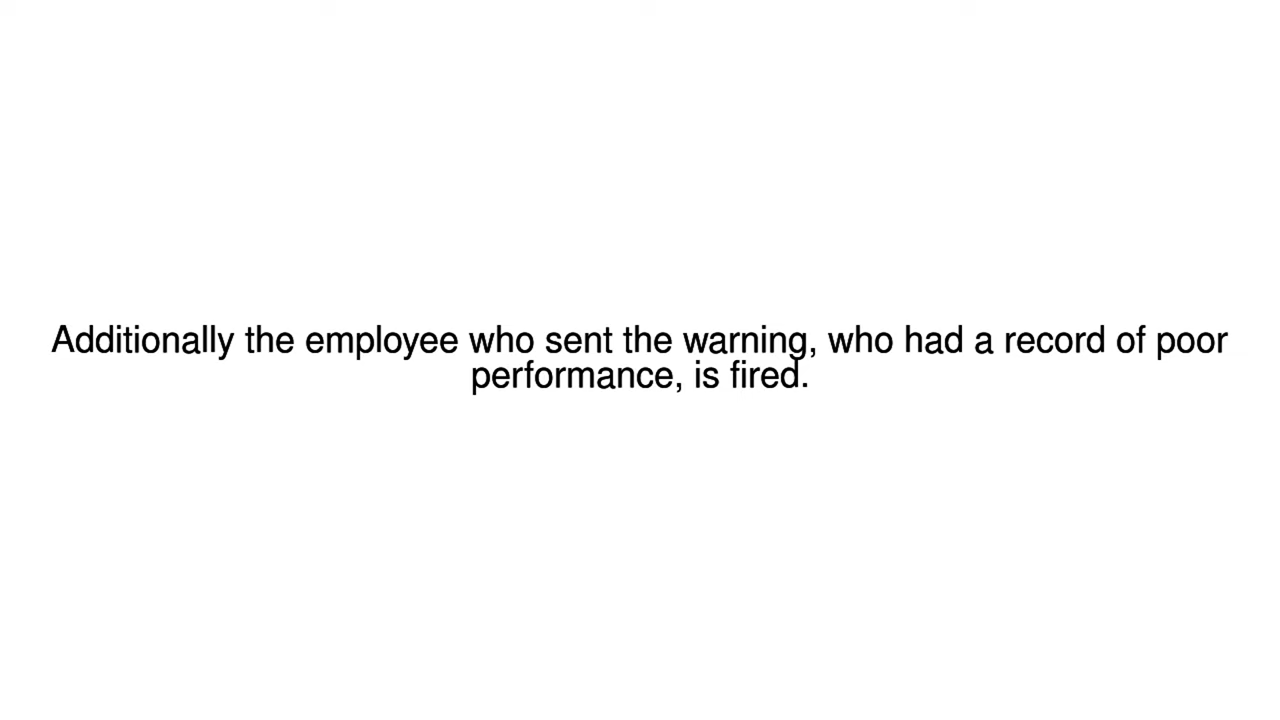 Additionally the employee who sent the warning, who had a record of poor
performance, is fired.